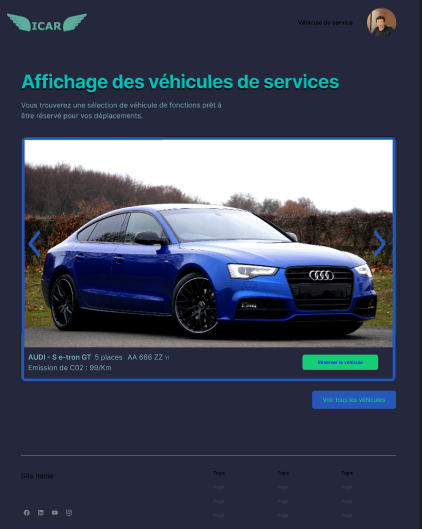 ICAR
Véhicule de service
Affichage des véhicules de services
Vous trouverez une sélection de véhicule de fonctions prêt à
être réservé pour vos déplacements.
AUDI - S e-tron GT 5 places AA 666 ZZ
Emission de C02 : 99/Km
Réserver le véhicule
Voir tous les véhicules
Site name
Topic Topic Topic
Page Page Page
Page Page Page
Page Page Page